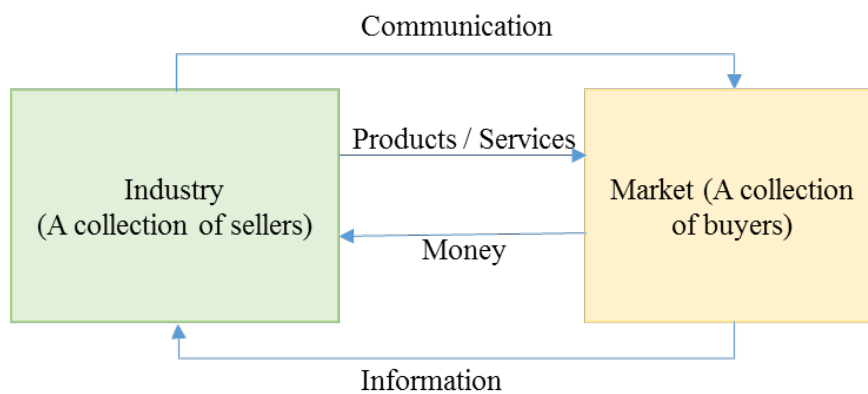 Communication
Products / Services
Industry
(A collection of sellers)
Market (A collection
of buyers)
Money
Information